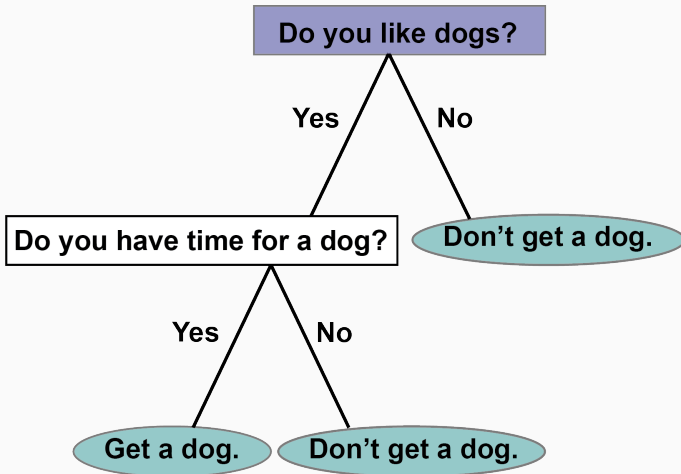 Do you like dogs?
Yes
No
Do you have time for a dog?
Don’t get a dog.
Yes
No
Get a dog.
Don’t get a dog.